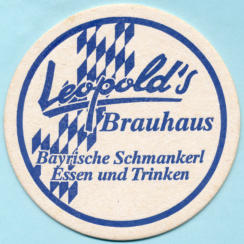 Leopold's
Brauhaus
Bayrische Schmankerl
Essen und Trinken